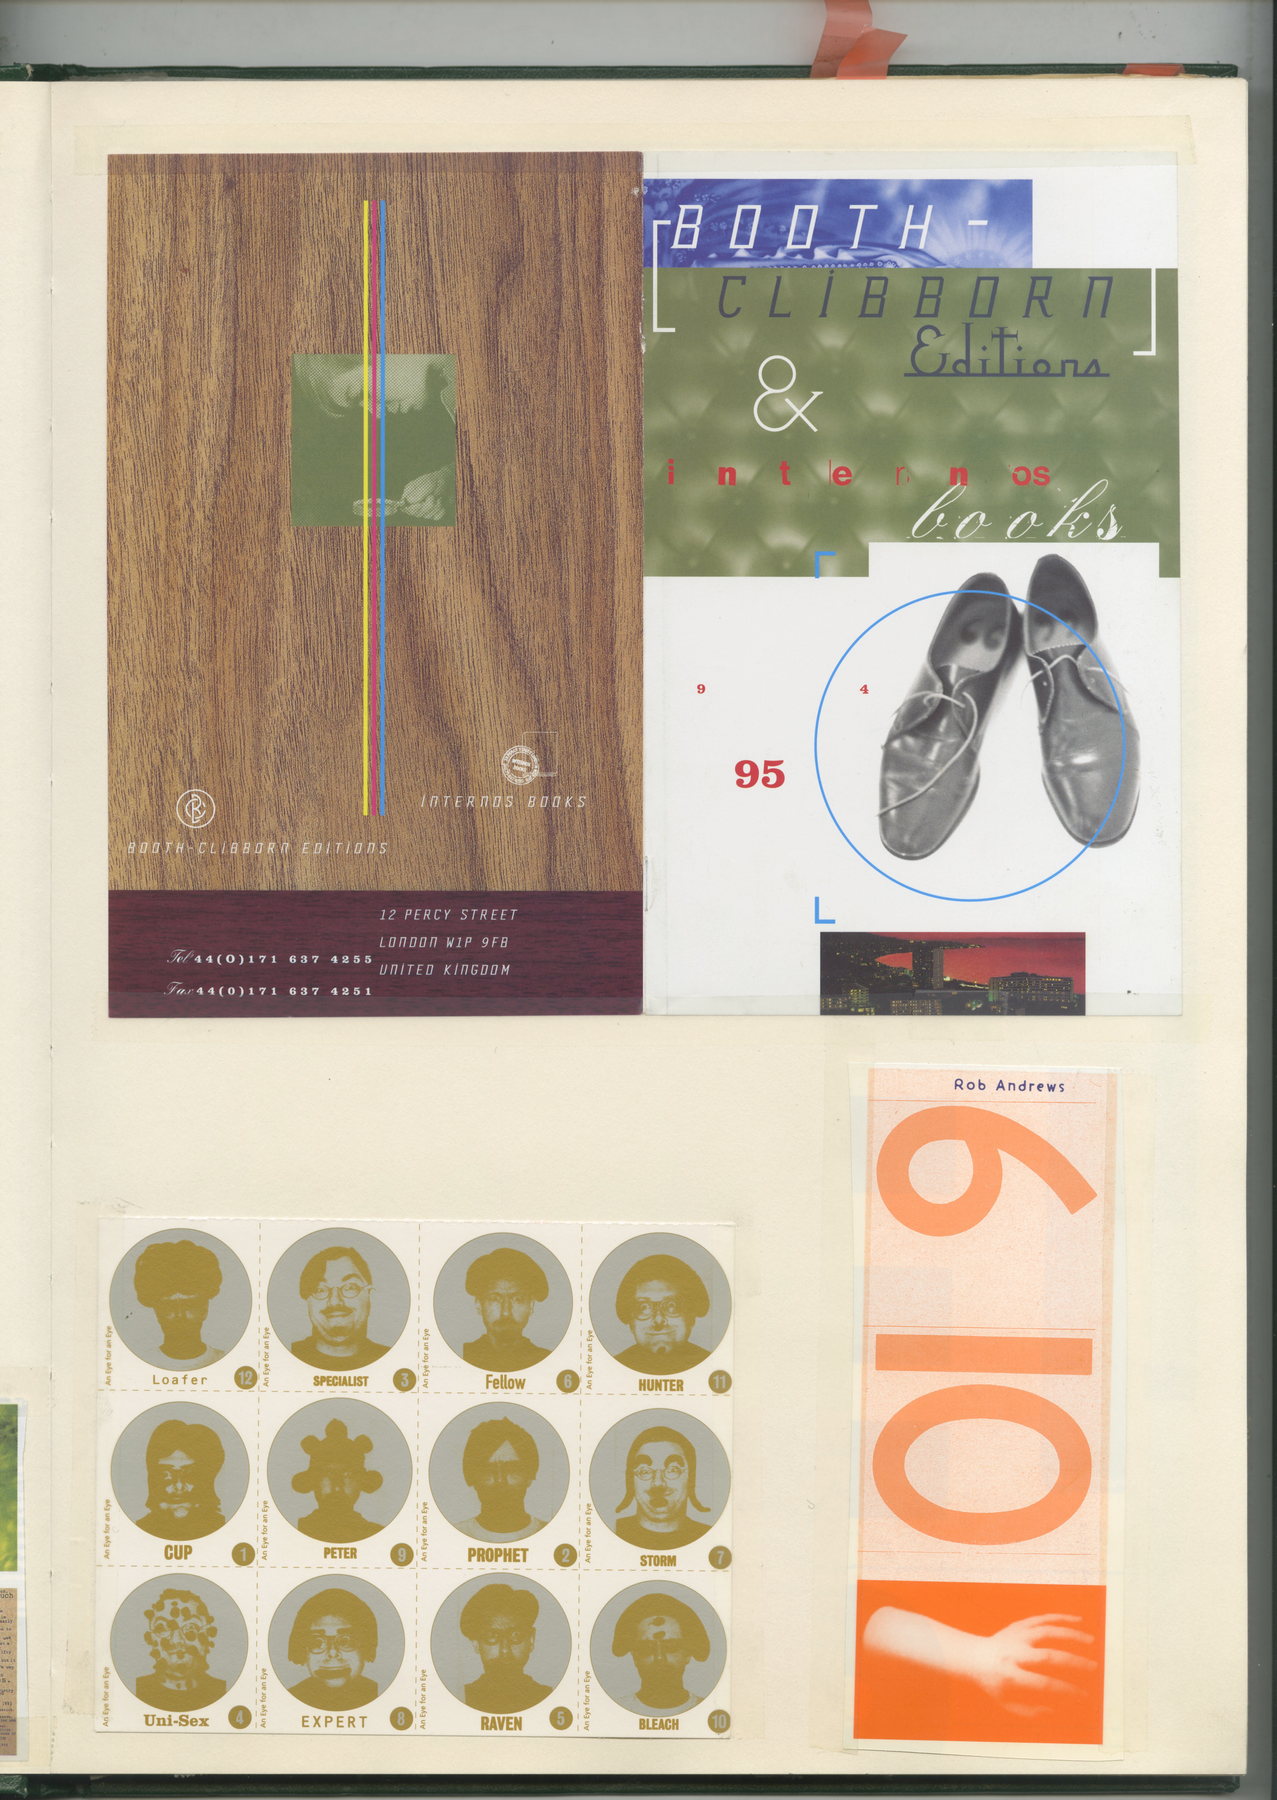 BOOTH-
CLIBBORN
Editions
&
internos
books
9 4
95
INTERNOS BOOKS
BOOTH-CLIBBORN EDITIONS
12 PERCY STREET
LONDON W1P 9FB
UNITED KINGDOM
Tel 44(0)171 637 4255
Fax 44(0)171 637 4251
Rob Andrews
6
10
An Eye for an Eye
Loafer 12
An Eye for an Eye
SPECIALIST 3
An Eye for an Eye
Fellow 6
An Eye for an Eye
HUNTER 11
An Eye for an Eye
CUP 1
An Eye for an Eye
PETER 9
An Eye for an Eye
PROPHET 2
An Eye for an Eye
STORM 7
An Eye for an Eye
Uni-Sex 4
An Eye for an Eye
EXPERT 8
An Eye for an Eye
RAVEN 5
An Eye for an Eye
BLEACH 10